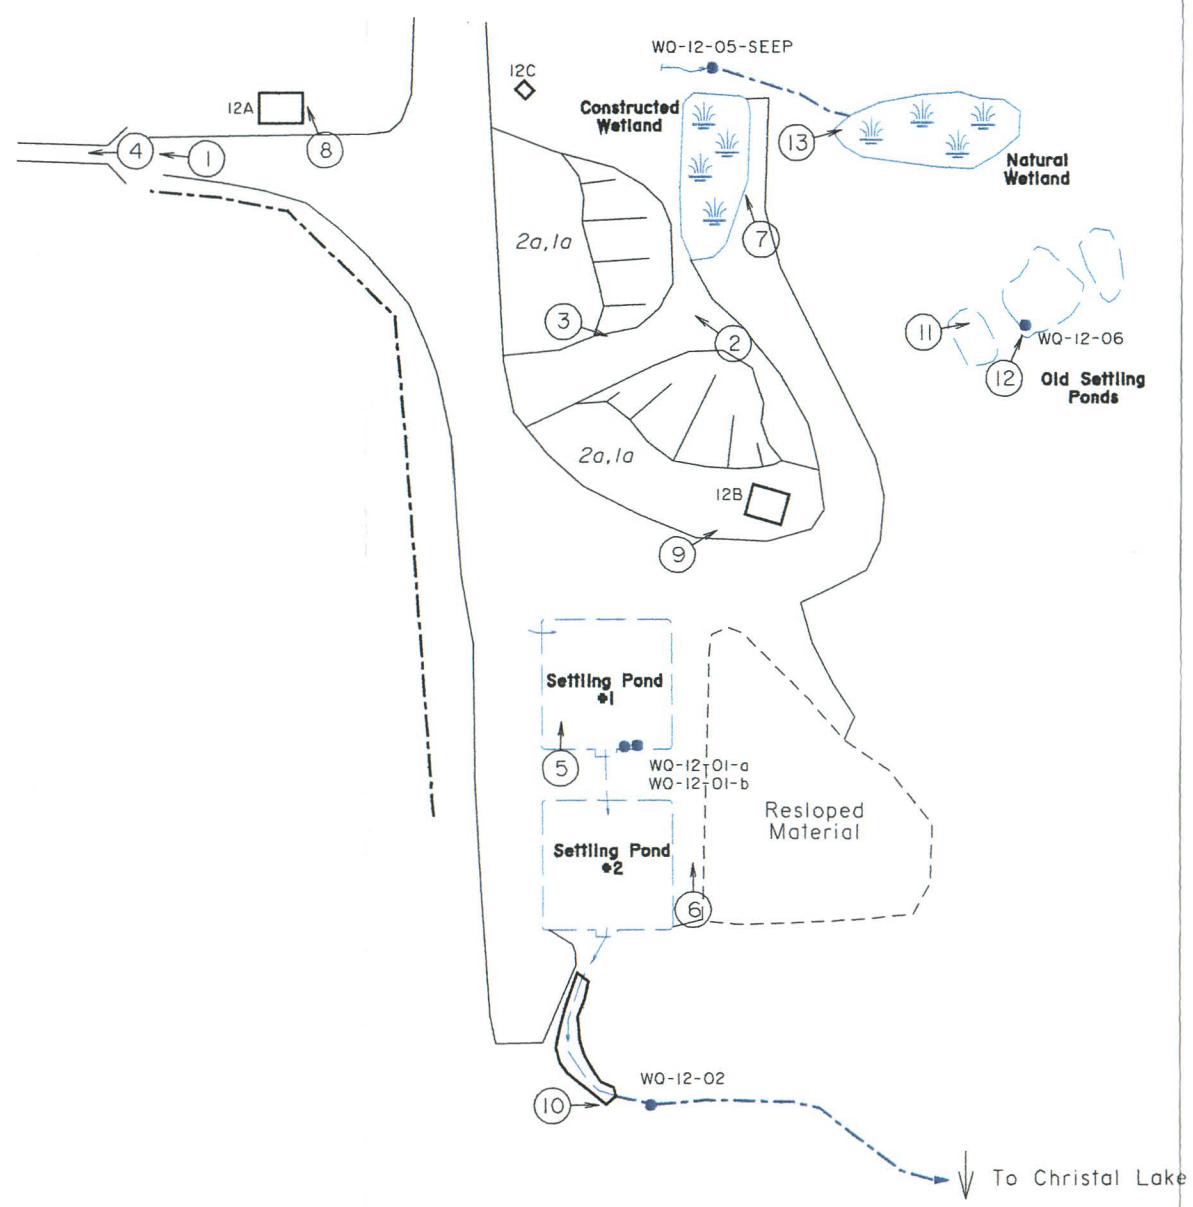 WQ-12-05-SEEP
12C
12A
Constructed
Wetland
4
1
8
13
Natural
Wetland
2a,1a
7
3
2
11
WQ-12-06
12
Old Settling
Ponds
2a,1a
12B
9
Settling Pond
#1
5
WQ-12-01-a
WQ-12-01-b
Resloped
Material
Settling Pond
#2
6
WQ-12-02
10
To Christal Lake